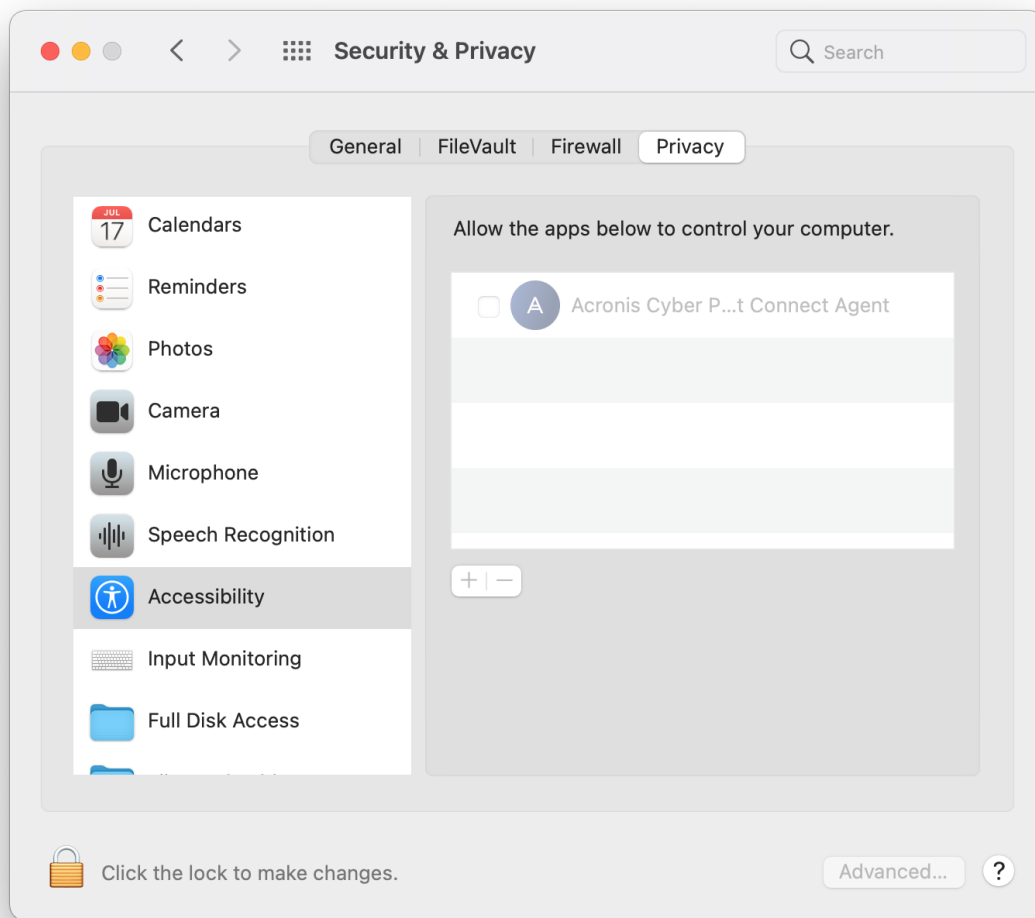 Security & Privacy
Search
General
FileVault
Firewall
Privacy
JUL
17
Calendars
Reminders
Photos
Camera
Microphone
Speech Recognition
Accessibility
Input Monitoring
Full Disk Access
Allow the apps below to control your computer.
A Acronis Cyber P...t Connect Agent
+ −
Click the lock to make changes.
Advanced...
?